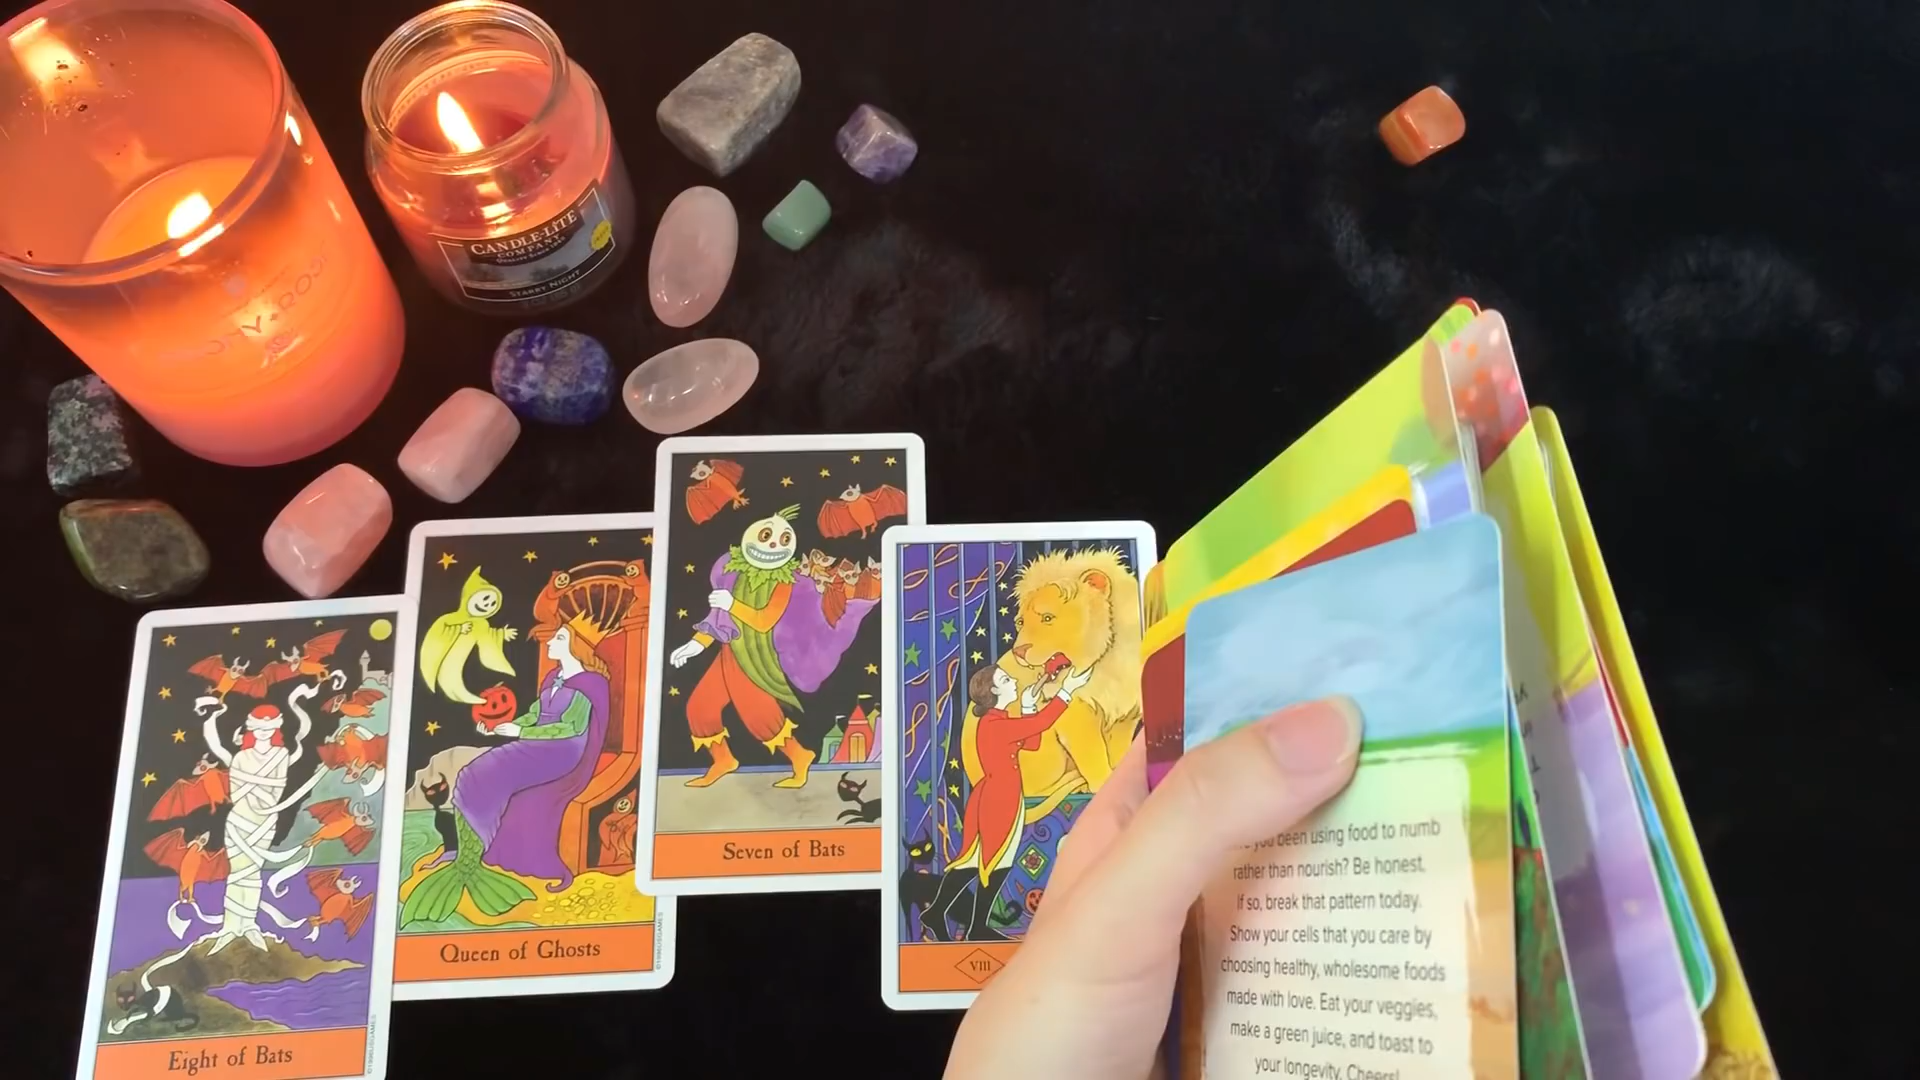 CANDLE-LITE
COMPANY
STARRY NIGHT
Eight of Bats
Queen of Ghosts
©1996USGAMES
Seven of Bats
VIII
you been using food to numb
rather than nourish? Be honest.
If so, break that pattern today.
Show your cells that you care by
choosing healthy, wholesome foods
made with love. Eat your veggies,
make a green juice, and toast to
your longevity. Cheers!